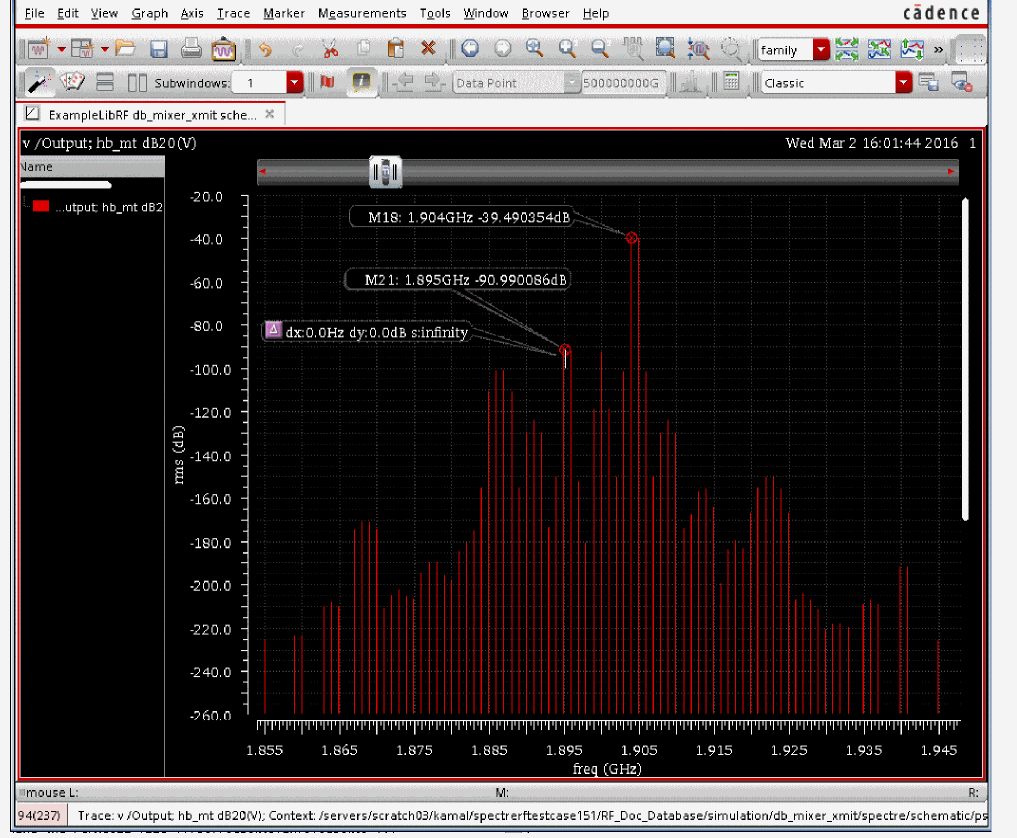 File Edit View Graph Axis Trace Marker Measurements Tools Window Browser Help cādence
family »
Subwindows: 1 Data Point 500000000G Classic
ExampleLibRF db_mixer_xmit sche...
v /Output; hb_mt dB20(V) Wed Mar 2 16:01:44 2016 1
Name
...utput; hb_mt dB2
-20.0
M18: 1.904GHz -39.490354dB
-40.0
M21: 1.895GHz -90.990086dB
-60.0
-80.0
dx:0.0Hz dy:0.0dB s:infinity
-100.0
-120.0
-140.0
rms (dB)
-160.0
-180.0
-200.0
-220.0
-240.0
-260.0
1.855 1.865 1.875 1.885 1.895 1.905 1.915 1.925 1.935 1.945
freq (GHz)
mouse L: M: R:
94(237) Trace: v /Output; hb_mt dB20(V); Context: /servers/scratch03/kamal/spectrerftestcase151/RF_Doc_Database/simulation/db_mixer_xmit/spectre/schematic/ps